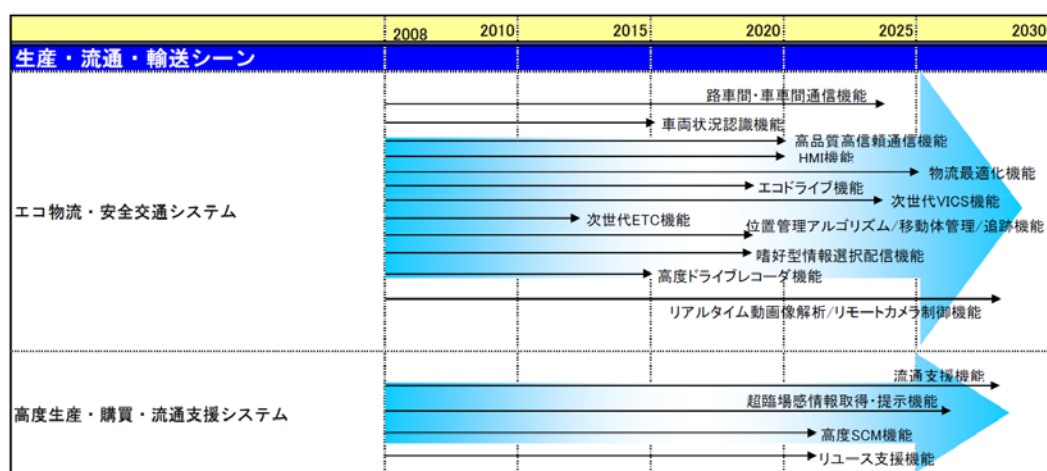 2008 2010 2015 2020 2025 2030
生産・流通・輸送シーン
路車間・車車間通信機能
車両状況認識機能
高品質高信頼通信機能
HMI機能
物流最適化機能
エコドライブ機能
次世代VICS機能
エコ物流・安全交通システム
次世代ETC機能
位置管理アルゴリズム/移動体管理/追跡機能
嗜好型情報選択配信機能
高度ドライブレコーダ機能
リアルタイム動画像解析/リモートカメラ制御機能
流通支援機能
超臨場感情報取得・提示機能
高度生産・購買・流通支援システム
高度SCM機能
リユース支援機能